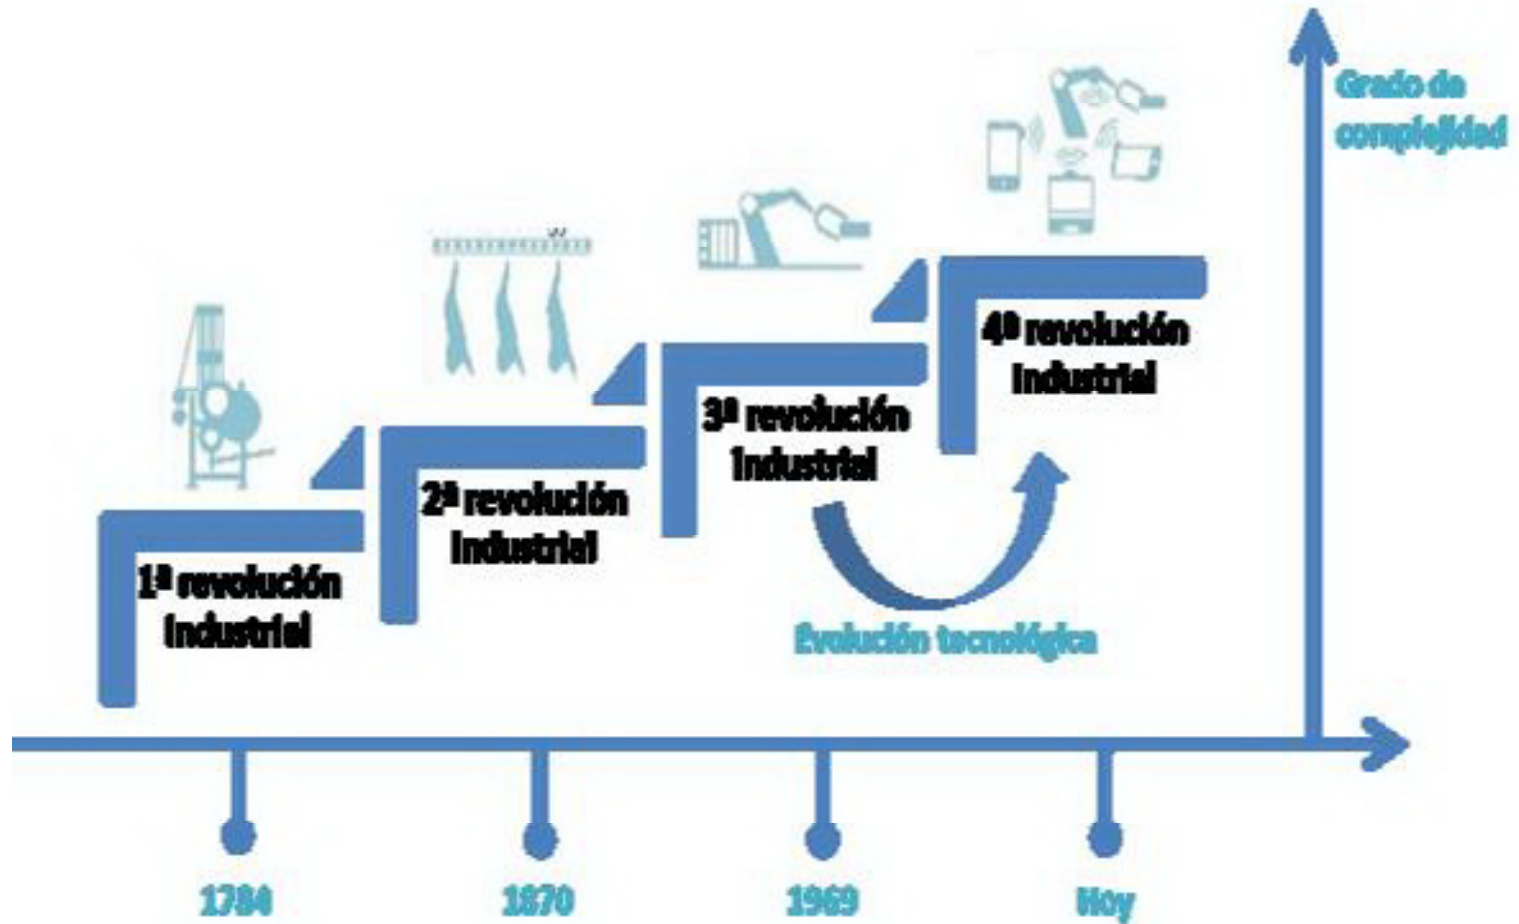 Grado de
complejidad
4ª revolución
Industrial
3ª revolución
Industrial
2ª revolución
Industrial
1ª revolución
Industrial
Evolución tecnológica
1784
1870
1969
Hoy